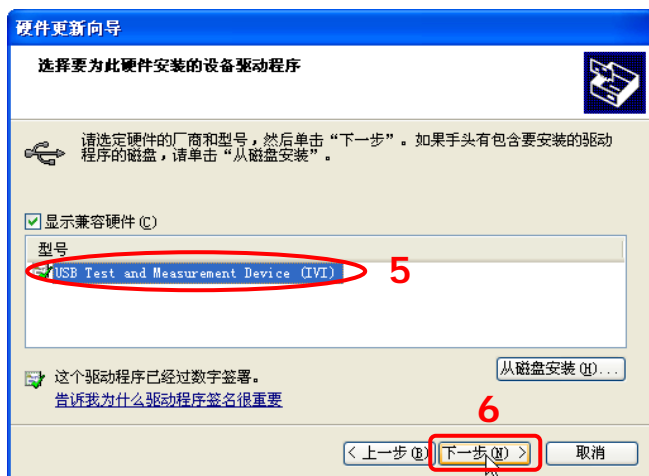 硬件更新向导
选择要为此硬件安装的设备驱动程序
请选定硬件的厂商和型号，然后单击“下一步”。如果手头有包含要安装的驱动
程序的磁盘，请单击“从磁盘安装”。
显示兼容硬件(C)
型号
USB Test and Measurement Device (IVI)
5
这个驱动程序已经过数字签署。
从磁盘安装(H)...
告诉我为什么驱动程序签名很重要
6
< 上一步(B)
下一步(N) >
取消